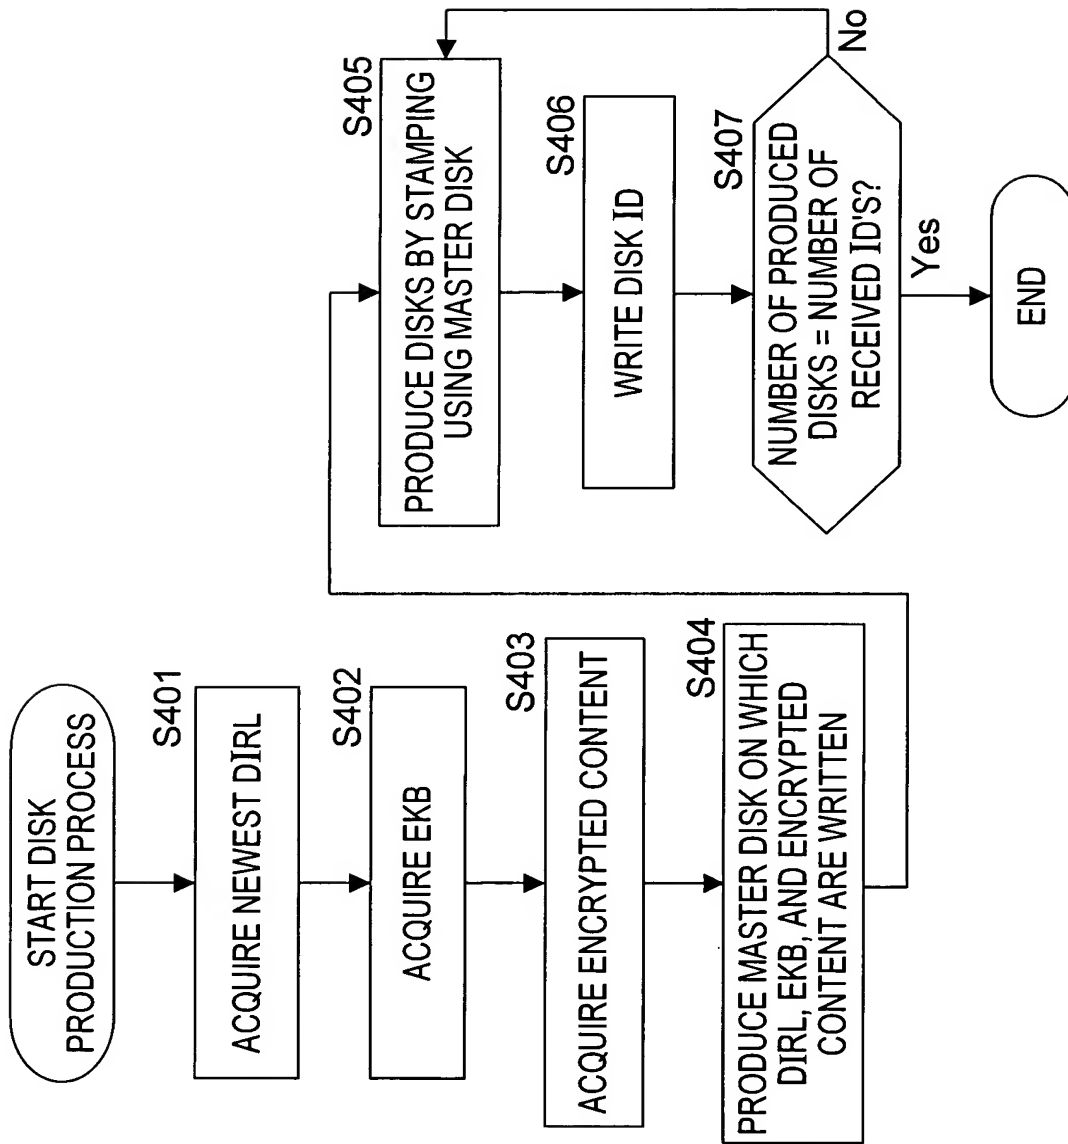 START DISK
PRODUCTION PROCESS
S401
ACQUIRE NEWEST DIRL
S402
ACQUIRE EKB
S403
ACQUIRE ENCRYPTED CONTENT
S404
PRODUCE MASTER DISK ON WHICH
DIRL, EKB, AND ENCRYPTED
CONTENT ARE WRITTEN
S405
PRODUCE DISKS BY STAMPING
USING MASTER DISK
S406
WRITE DISK ID
S407
NUMBER OF PRODUCED
DISKS = NUMBER OF
RECEIVED ID'S?
No
Yes
END